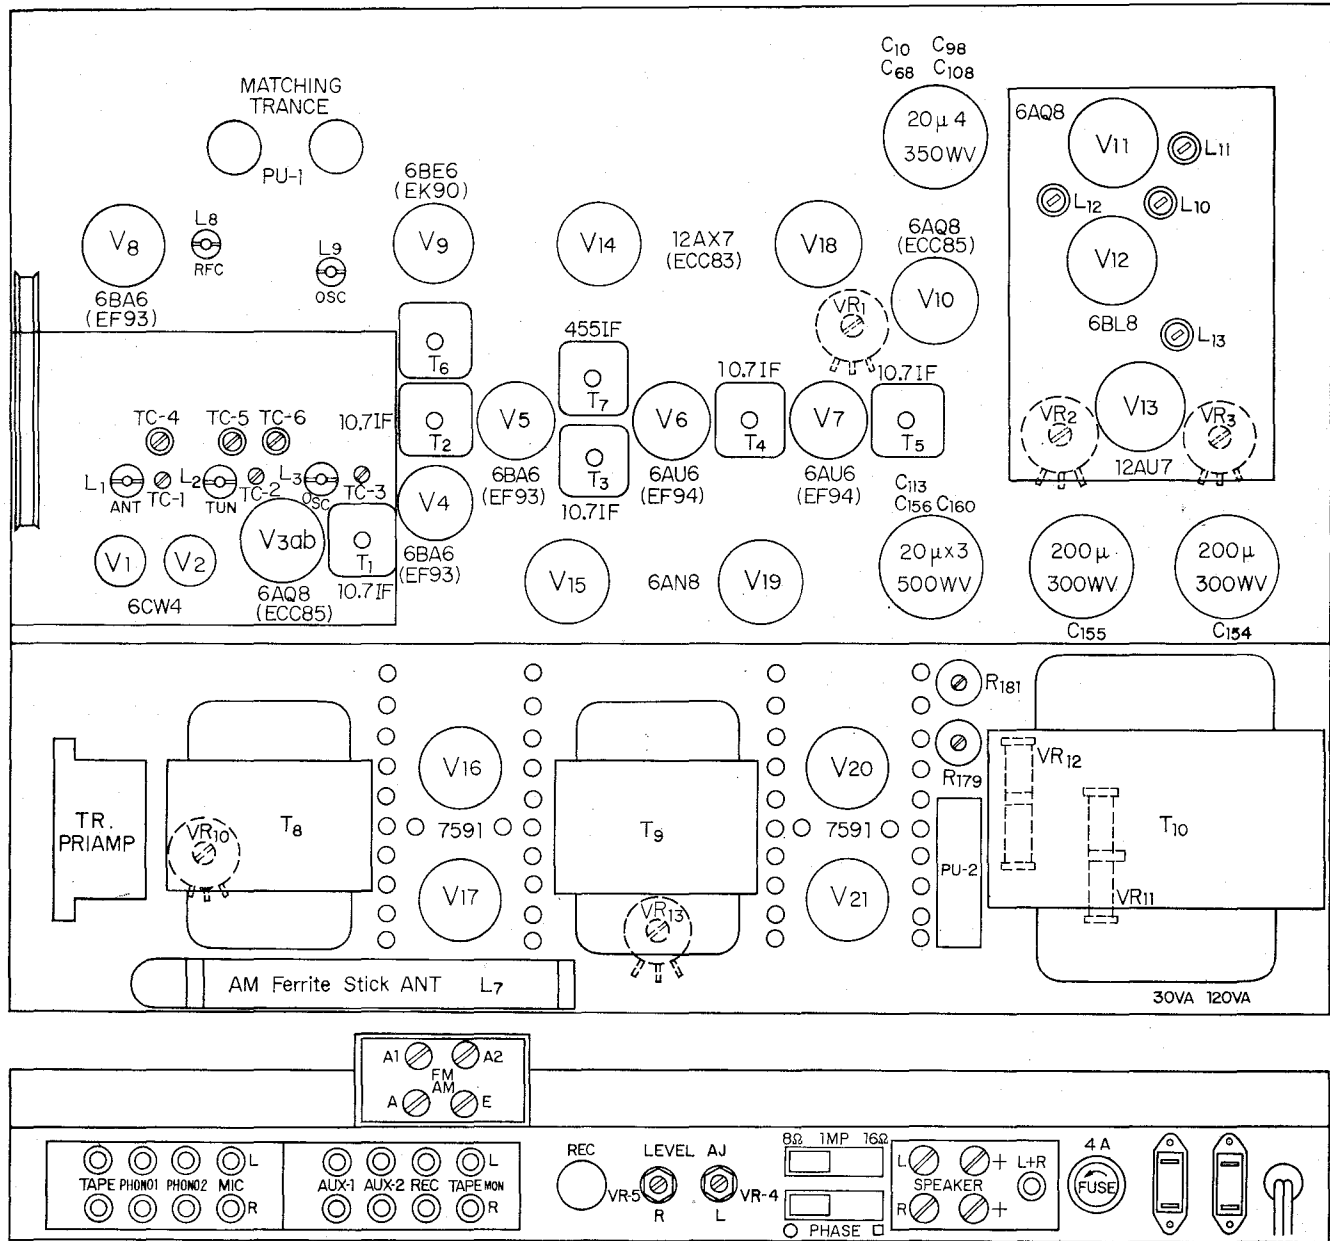 C10 C98
C68 C108
MATCHING
TRANCE
PU-1
20μ4
350WV
6AQ8
V11
L11
L12
L10
6BE6
(EK90)
V8
L8
RFC
L9
OSC
V9
V14
12AX7
(ECC83)
V18
6AQ8
(ECC85)
V10
V12
6BL8
L13
6BA6
(EF93)
VR1
455IF
T6
T7
10.7IF
10.7IF
TC-4
TC-5
TC-6
10.7IF
T2
V5
V6
T4
V7
T5
VR2
V13
VR3
12AU7
L1
ANT
TC-1
L2
TUN
TC-2
L3
OSC
TC-3
V4
6BA6
(EF93)
T3
10.7IF
6AU6
(EF94)
6AU6
(EF94)
C113
C156 C160
V1
V2
6CW4
V3ab
6AQ8
(ECC85)
T1
10.7IF
6BA6
(EF93)
V15
6AN8
V19
20μx3
500WV
200μ
300WV
C155
200μ
300WV
C154
R181
R179
VR12
V16
V20
TR.
PRIAMP
VR10
T8
7591
T9
7591
PU-2
T10
VR11
V17
VR13
V21
AM Ferrite Stick ANT L7
30VA 120VA
A1
A2
FM
AM
A
E
L
TAPE PHONO1 PHONO2 MIC
R
L
AUX-1 AUX-2 REC TAPE MON
R
REC
LEVEL AJ
VR-5
R
L
VR-4
8Ω 1MP 16Ω
PHASE
L
+
L+R
SPEAKER
R
+
4A
FUSE